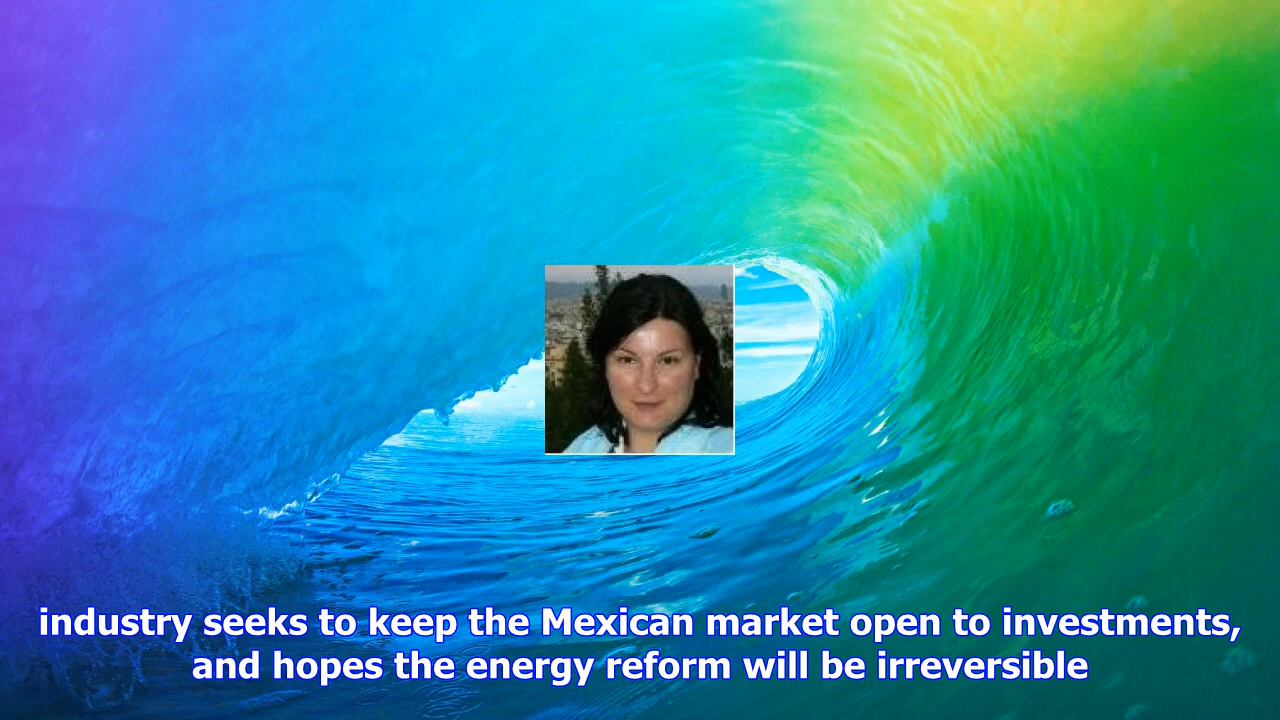 industry seeks to keep the Mexican market open to investments,
and hopes the energy reform will be irreversible